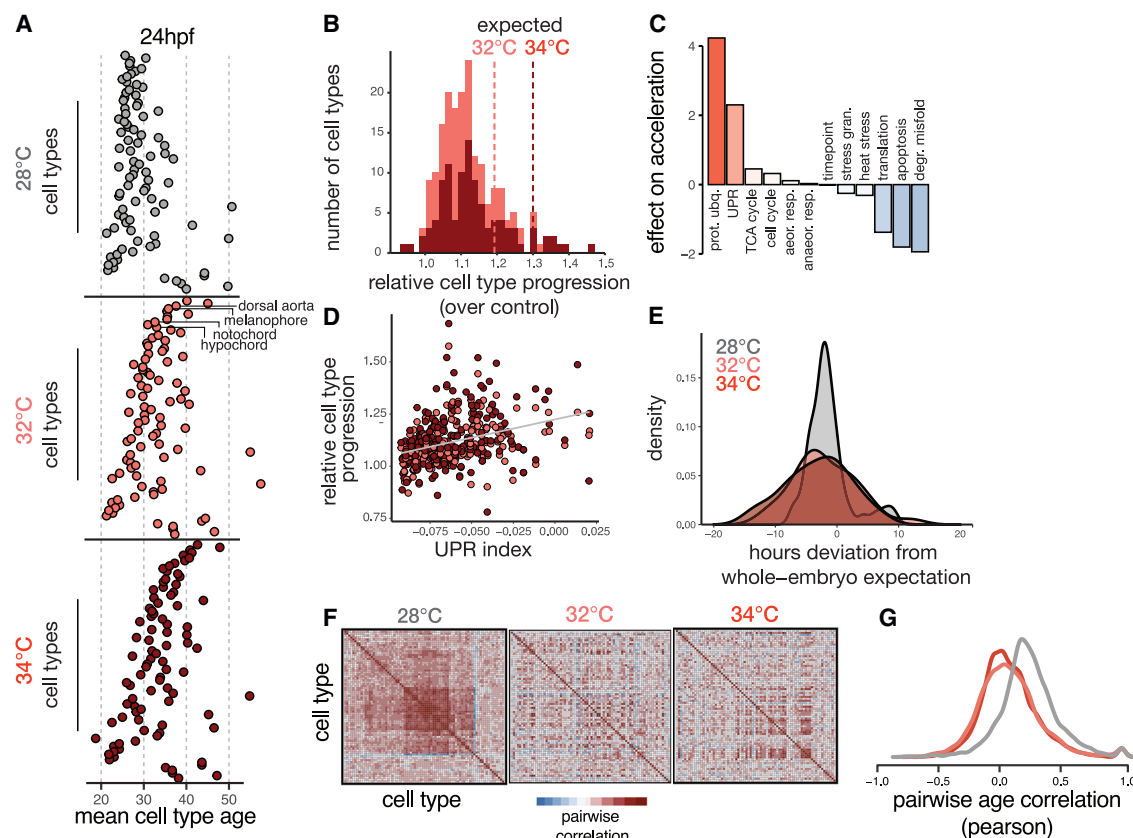 A
24hpf
28°C
cell types
32°C
cell types
34°C
cell types
dorsal aorta
melanophore
notochord
hypochord
20 30 40 50
mean cell type age
B
expected
32°C 34°C
number of cell types
20
15
10
5
0
1.0 1.1 1.2 1.3 1.4 1.5
relative cell type progression
(over control)
C
effect on acceleration
4
2
0
−2
prot. ubq.
UPR
TCA cycle
cell cycle
aeor. resp.
anaeor. resp.
timepoint
stress gran.
heat stress
translation
apoptosis
degr. misfold
D
relative cell type
progression
1.50
1.25
1.00
0.75
−0.075 −0.050 −0.025 0.000 0.025
UPR index
E
28°C
32°C
34°C
density
0.15
0.10
0.05
0.00
−20 −10 0 10 20
hours deviation from
whole-embryo expectation
F
28°C 32°C 34°C
cell type
cell type
pairwise
correlation
G
−1.0 −0.5 0.0 0.5 1.0
pairwise age correlation
(pearson)